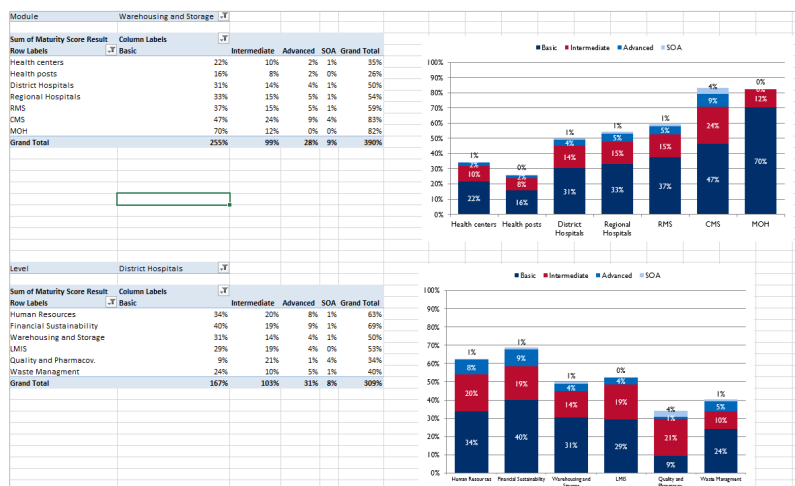 Module Warehousing and Storage
Sum of Maturity Score Result Column Labels
Row Labels Basic Intermediate Advanced SOA Grand Total
Health centers 22% 10% 2% 1% 35%
Health posts 16% 8% 2% 0% 26%
District Hospitals 31% 14% 4% 1% 50%
Regional Hospitals 33% 15% 5% 1% 54%
RMS 37% 15% 5% 1% 59%
CMS 47% 24% 9% 4% 83%
MOH 70% 12% 0% 0% 82%
Grand Total 255% 99% 28% 9% 390%
Basic Intermediate Advanced SOA
100%
90%
80%
70%
60%
50%
40%
30%
20%
10%
0%
1%
2%
10%
22%
0%
2%
8%
16%
1%
4%
14%
31%
1%
5%
15%
33%
1%
5%
15%
37%
4%
9%
24%
47%
0%
0%
12%
70%
Health centers Health posts District Regional RMS CMS MOH
Hospitals Hospitals
Level District Hospitals
Sum of Maturity Score Result Column Labels
Row Labels Basic Intermediate Advanced SOA Grand Total
Human Resources 34% 20% 8% 1% 63%
Financial Sustainability 40% 19% 9% 1% 69%
Warehousing and Storage 31% 14% 4% 1% 50%
LMIS 29% 19% 4% 0% 53%
Quality and Pharmacov. 9% 21% 1% 4% 34%
Waste Managment 24% 10% 5% 1% 40%
Grand Total 167% 103% 31% 8% 309%
Basic Intermediate Advanced SOA
100%
90%
80%
70%
60%
50%
40%
30%
20%
10%
0%
1%
8%
20%
34%
1%
9%
19%
40%
1%
4%
14%
31%
0%
4%
19%
29%
4%
1%
21%
9%
1%
5%
10%
24%
Human Resources Financial Sustainability Warehousing and LMIS Quality and Waste Managment